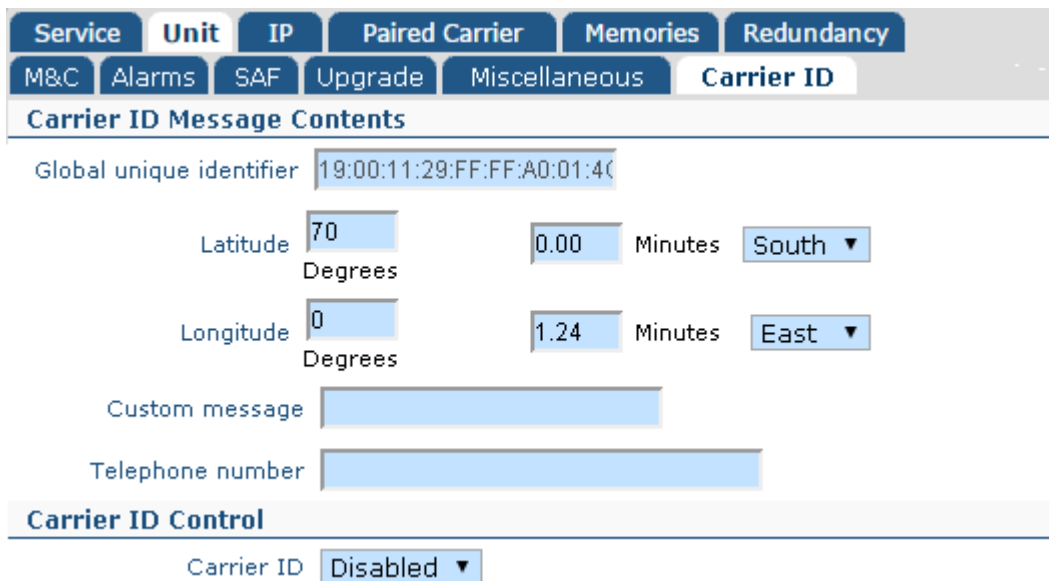 Service Unit IP Paired Carrier Memories Redundancy
M&C Alarms SAF Upgrade Miscellaneous Carrier ID
Carrier ID Message Contents
Global unique identifier 19:00:11:29:FF:FF:A0:01:4
Latitude 70 0.00 Minutes South
Degrees
Longitude 0 1.24 Minutes East
Degrees
Custom message
Telephone number
Carrier ID Control
Carrier ID Disabled